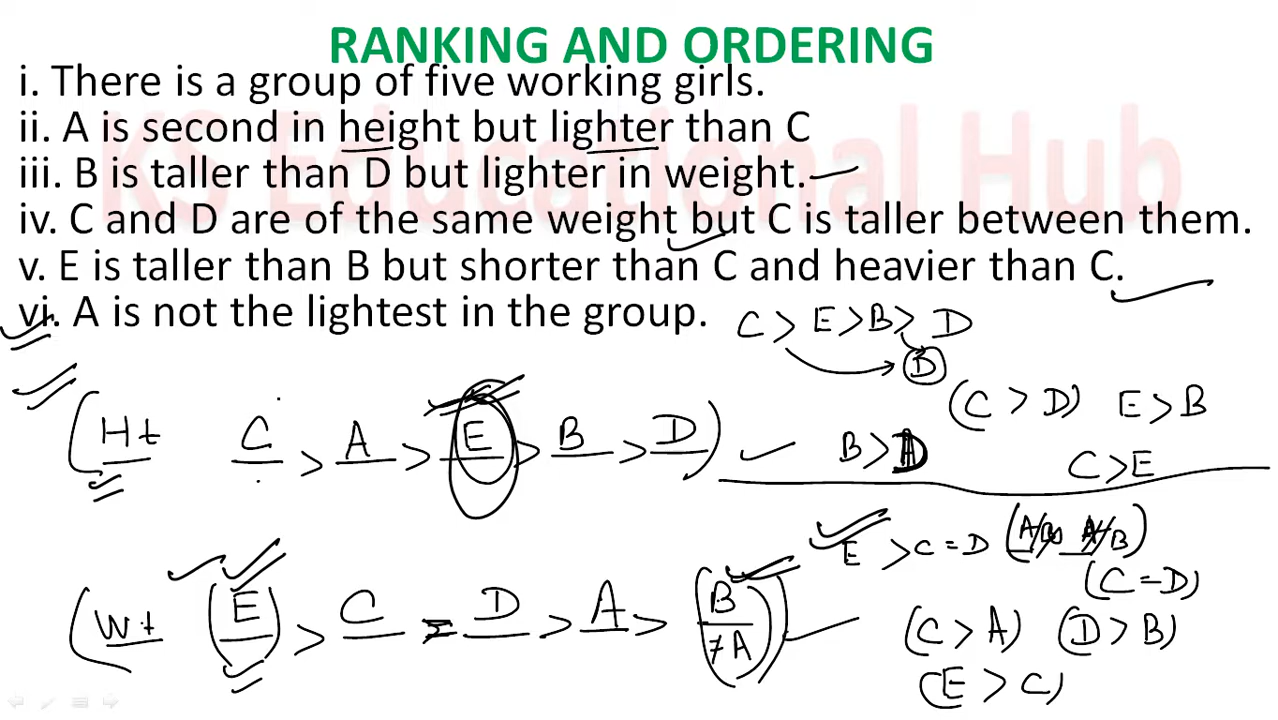 RANKING AND ORDERING
i. There is a group of five working girls.
ii. A is second in height but lighter than C
iii. B is taller than D but lighter in weight.
iv. C and D are of the same weight but C is taller between them.
v. E is taller than B but shorter than C and heavier than C.
vi. A is not the lightest in the group.
KS Educational Hub
C > E > B > D
B
(C > D) E > B
(Ht C > A > E > B > D)
B > D
C > E
E > C = D (A/B A/B)
(C = D)
(Wt (E) > C = D > A > (B ≠ A))
(C > A) (D > B)
(E > C)